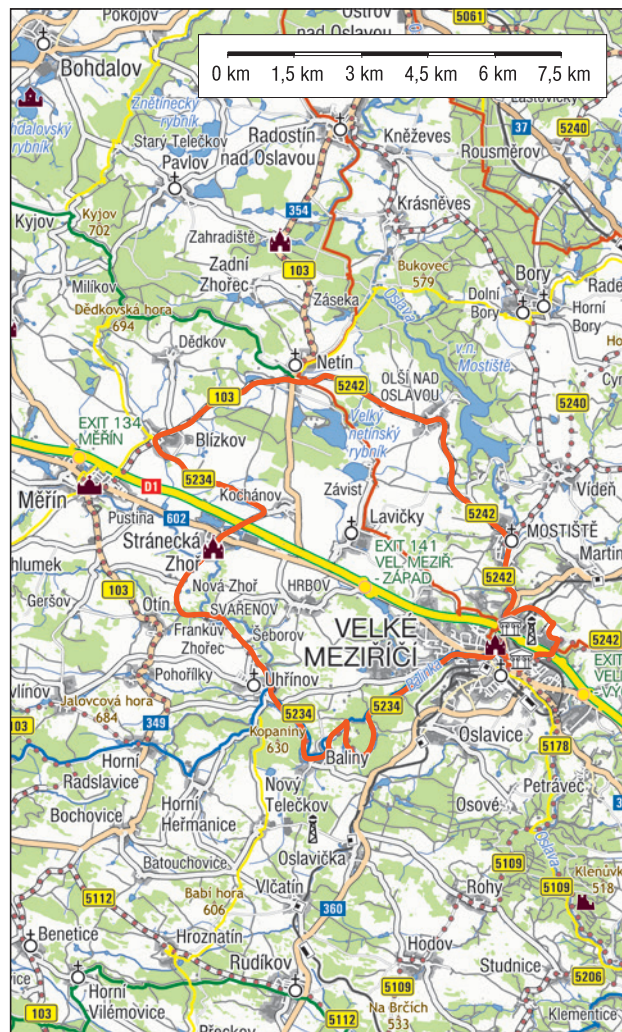 Pokojov
Ostrov
nad Oslavou
5061
Bohdalov
0 km
1,5 km
3 km
4,5 km
6 km
7,5 km
Znětínecký
rybník
rybník
Radostín
nad Oslavou
Kněževes
37
5240
Rousměrov
Starý Telečkov
Pavlov
Kyjov
Kyjov
702
354
Krásněves
Zahradiště
103
Zadní
Zhořec
Bukovec
579
Bory
Milíkov
Záseka
Oslava
Dolní
Bory
Horní
Bory
Dědkovská hora
694
Dědkov
Netín
v.n.
Mostiště
103
5242
OLŠÍ NAD
OSLAVOU
5240
EXIT 134
MĚŘÍN
Blízkov
Velký
netínský
rybník
5234
D1
Kochánov
Závist
5242
Vídeň
Měřín
Pustina
602
Lavičky
MOSTIŠTĚ
Stránecká
Zhoř
EXIT 141
VEL. MEZIŘ.
- ZÁPAD
Martin
103
Nová Zhoř
HRBOV
5242
Geršov
Otín
SVAŘENOV
Frankův
Zhořec
Šeborov
VELKÉ
MEZIŘÍČÍ
5242
Pohořílky
Uhřínov
Balinka
EXIT
Jalovcová hora
684
5234
5234
103
349
Kopaniny
630
Oslavice
5178
Horní
Radslavice
Baliny
Petráveč
Nový
Telečkov
Horní
Heřmanice
Osové
Bochovice
Oslava
Batouchovice
Oslavička
5109
Babí hora
606
Vlčatín
Rohy
5109
5112
360
518
Benetice
Hroznatín
Hodov
Rudíkov
Studnice
5109
5206
Horní
Vilémovice
Na Brčích
533
103
5112
Klementice
Přeckov